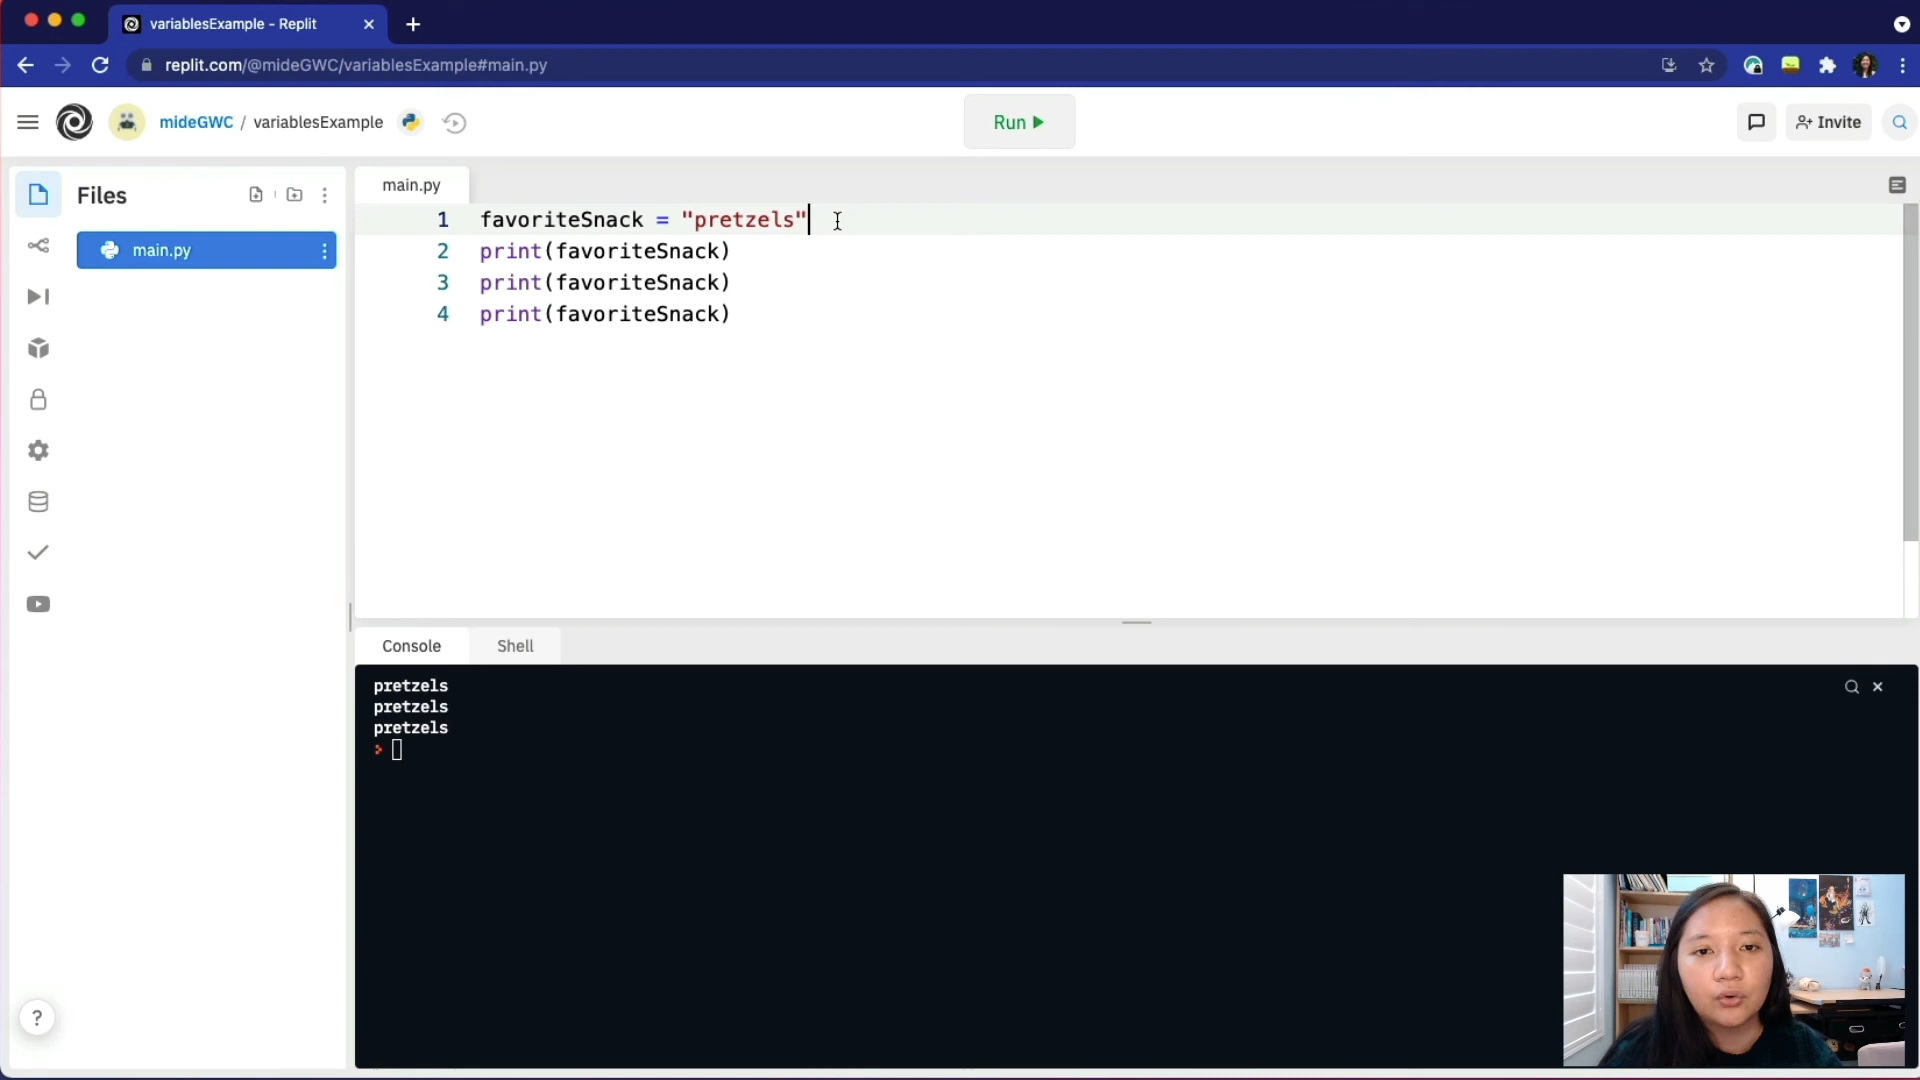 variablesExample - Replit
replit.com/@mideGWC/variablesExample#main.py
mideGWC / variablesExample
Run
Invite
Files
main.py
main.py
1 favoriteSnack = "pretzels"
2 print(favoriteSnack)
3 print(favoriteSnack)
4 print(favoriteSnack)
Console
Shell
pretzels
pretzels
pretzels
?